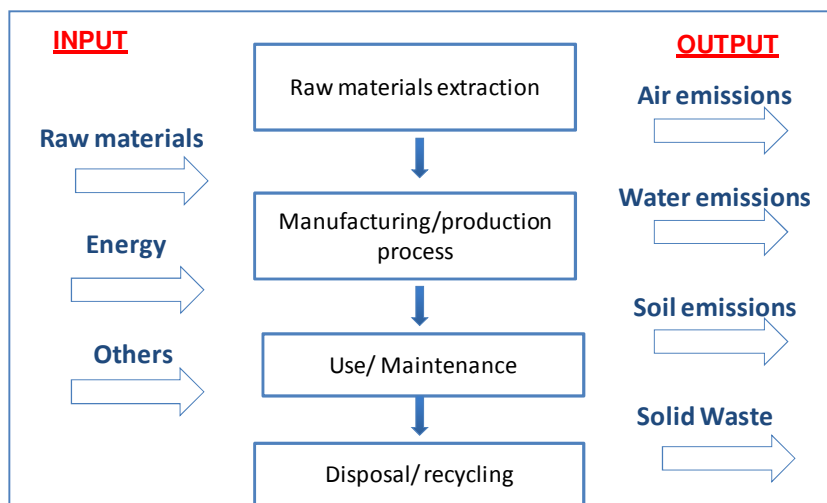 INPUT
Raw materials
Energy
Others
Raw materials extraction
Manufacturing/production
process
Use/ Maintenance
Disposal/ recycling
OUTPUT
Air emissions
Water emissions
Soil emissions
Solid Waste